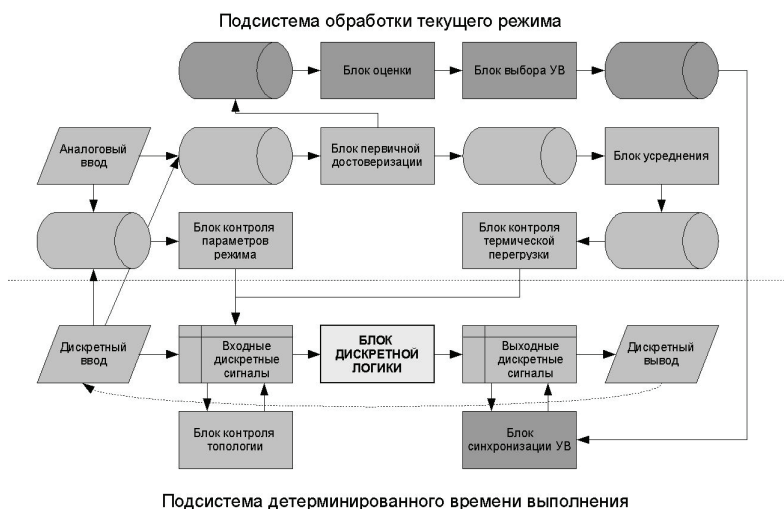 Подсистема обработки текущего режима
Блок оценки
Блок выбора УВ
Аналоговый
ввод
Блок первичной
достоверизации
Блок усреднения
Блок контроля
параметров
режима
Блок контроля
термической
перегрузки
Дискретный
ввод
Входные
дискретные
сигналы
БЛОК
ДИСКРЕТНОЙ
ЛОГИКИ
Выходные
дискретные
сигналы
Дискретный
вывод
Блок контроля
топологии
Блок
синхронизации УВ
Подсистема детерминированного времени выполнения